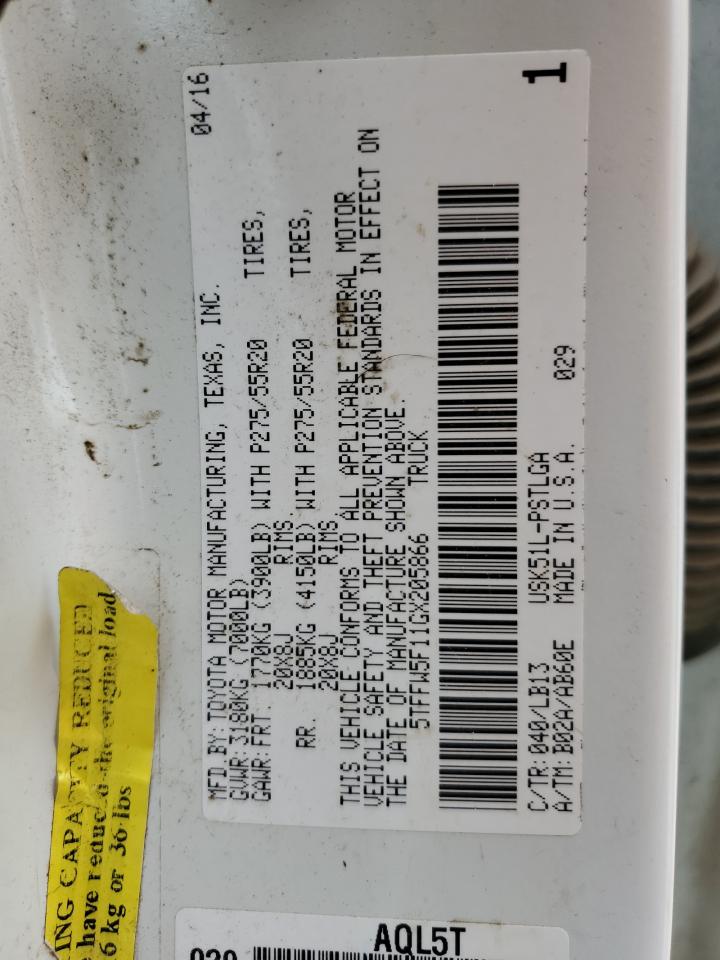 04/16
MFD.BY:TOYOTA MOTOR MANUFACTURING, TEXAS, INC.
GVWR:3180KG(7000LB)
GAWR:FRT. 1770KG (3900LB) WITH P275/55R20 TIRES,
20X8J RIMS
RR. 1885KG (4150LB) WITH P275/55R20 TIRES,
20X8J RIMS
THIS VEHICLE CONFORMS TO ALL APPLICABLE FEDERAL MOTOR
VEHICLE SAFETY AND THEFT PREVENTION STANDARDS IN EFFECT ON
THE DATE OF MANUFACTURE SHOWN ABOVE.
5TFFW5F11GX205866 TRUCK
C/TR:040/LB13 USK51L-PSTLGA 029
A/TM:B02A/AB60E MADE IN U.S.A.
1
ING CAPACITY REDUCED
have reduced the original load
6 kg or 36 lbs
AQL5T